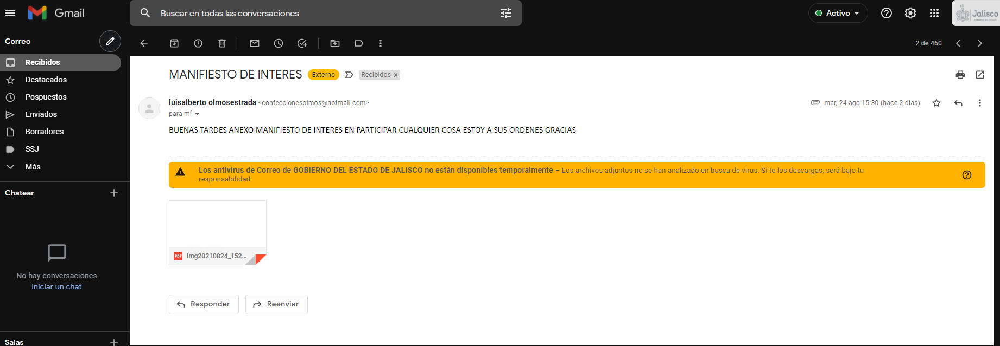 Gmail
Buscar en todas las conversaciones
Activo
Jalisco
Correo
2 de 460
Recibidos
Destacados
Pospuestos
Enviados
Borradores
SSJ
Más
Chatear
No hay conversaciones
Iniciar un chat
Salas
MANIFIESTO DE INTERES Externo Recibidos ×
luisalberto olmosestrada <confeccionesolmos@hotmail.com> mar, 24 ago 15:30 (hace 2 días)
para mí
BUENAS TARDES ANEXO MANIFIESTO DE INTERES EN PARTICIPAR CUALQUIER COSA ESTOY A SUS ORDENES GRACIAS
Los antivirus de Correo de GOBIERNO DEL ESTADO DE JALISCO no están disponibles temporalmente – Los archivos adjuntos no se han analizado en busca de virus. Si te los descargas, será bajo tu
responsabilidad.
PDF img20210824_152...
Responder Reenviar